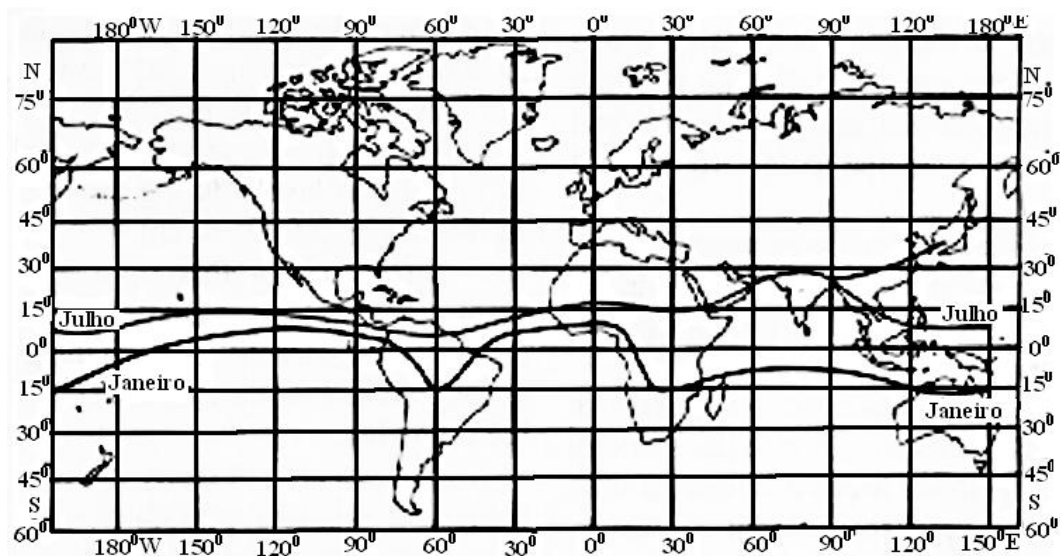 180⁰ W 150⁰ 120⁰ 90⁰ 60⁰ 30⁰ 0⁰ 30⁰ 60⁰ 90⁰ 120⁰ 180⁰ E
N N
75⁰ 75⁰
60⁰ 60⁰
45⁰ 45⁰
30⁰ 30⁰
15⁰ 15⁰
Julho Julho
0⁰ 0⁰
Janeiro
15⁰ 15⁰
Janeiro
30⁰ 30⁰
45⁰ 45⁰
S S
60⁰ 60⁰
180⁰W 150⁰ 120⁰ 90⁰ 60⁰ 30⁰ 0⁰ 30⁰ 60⁰ 90⁰ 120⁰ 180⁰E